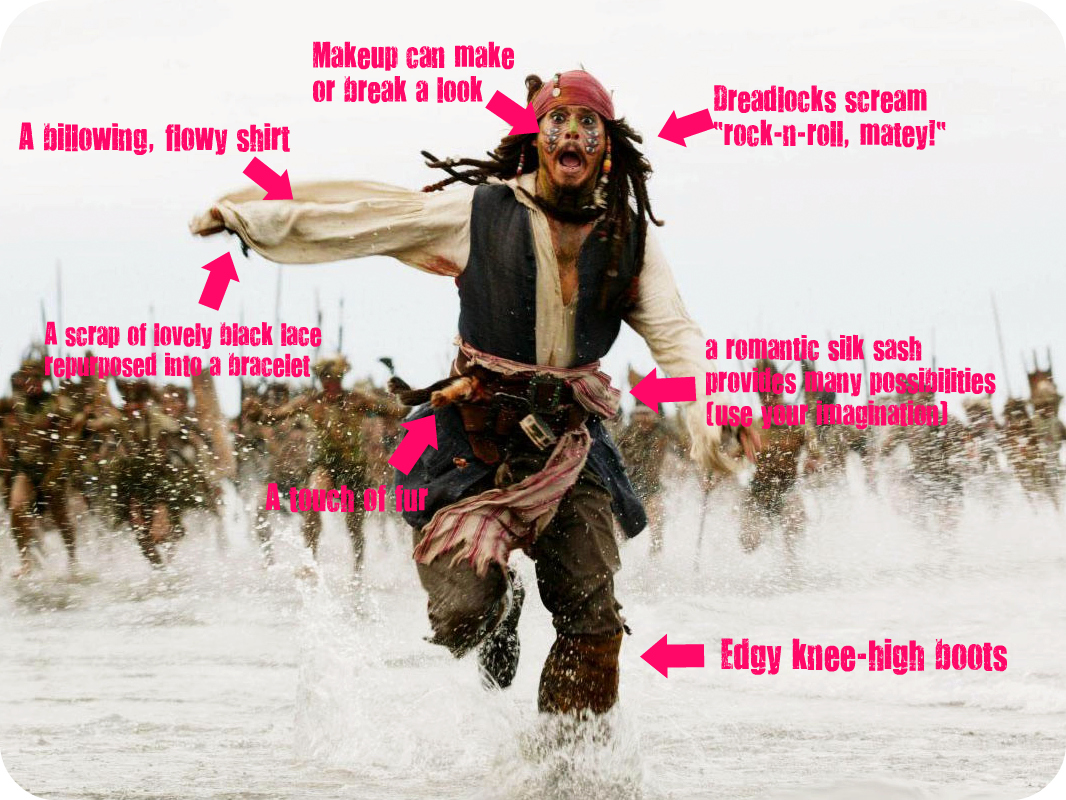 Makeup can make
or break a look
Dreadlocks scream
"rock-n-roll, matey!"
A billowing, flowy shirt
A scrap of lovely black lace
repurposed into a bracelet
a romantic silk sash
provides many possibilities
(use your imagination)
A touch of fur
Edgy knee-high boots